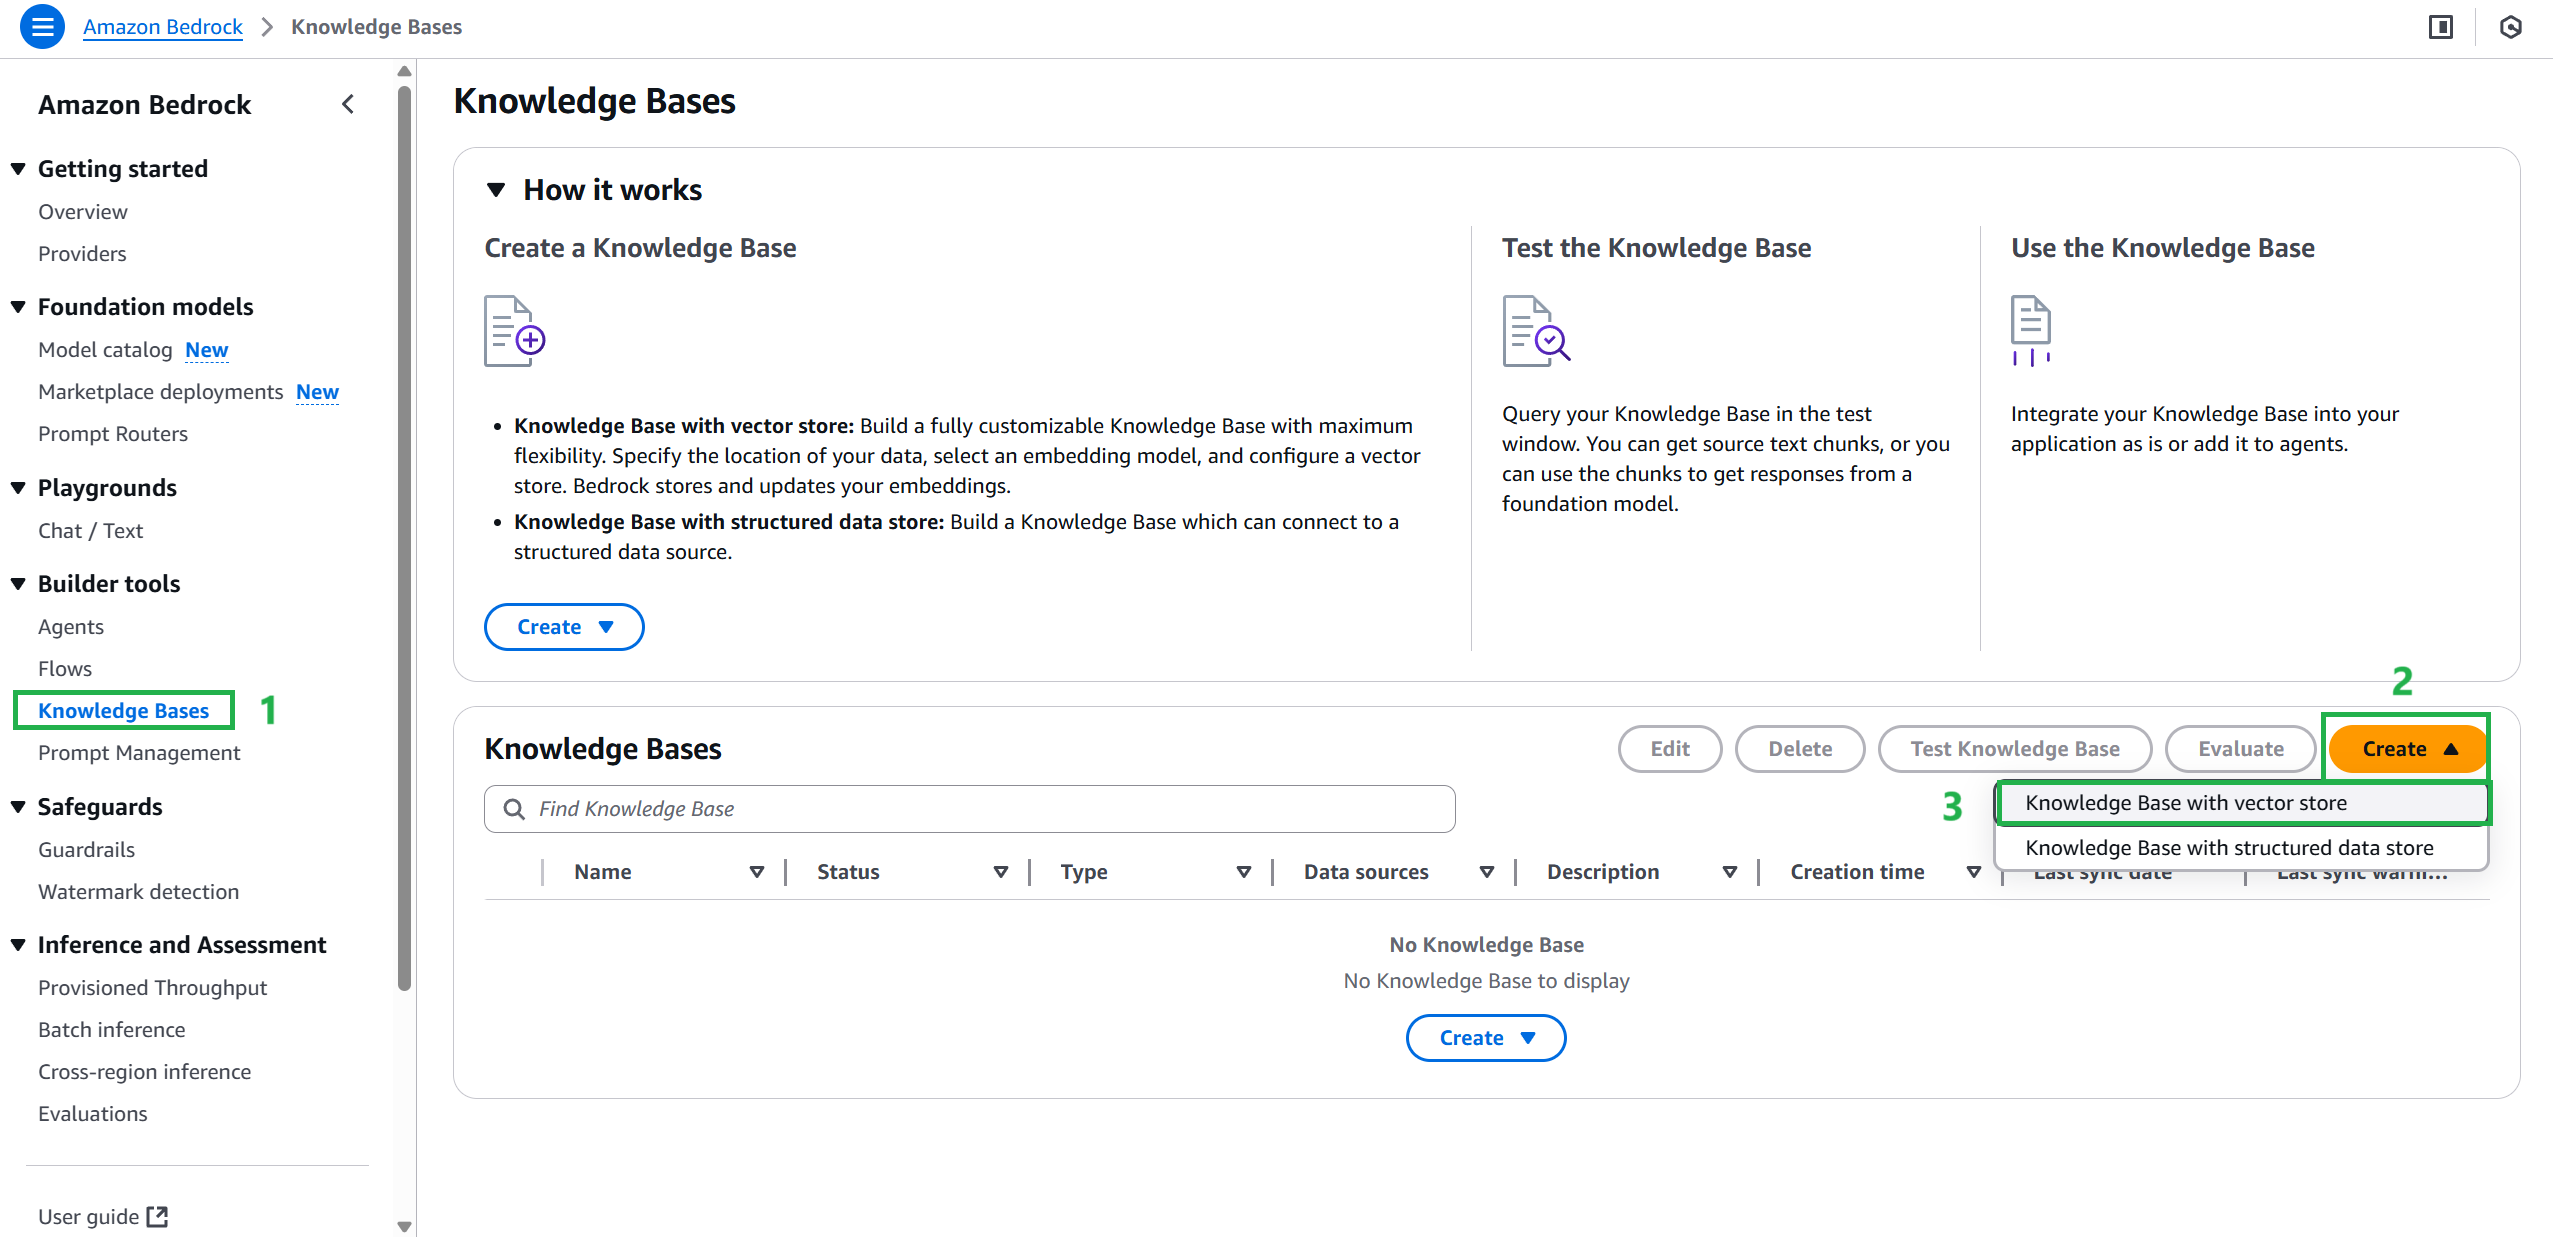 Amazon Bedrock > Knowledge Bases
Amazon Bedrock
Getting started
Overview
Providers
Foundation models
Model catalog New
Marketplace deployments New
Prompt Routers
Playgrounds
Chat / Text
Builder tools
Agents
Flows
Knowledge Bases 1
Prompt Management
Safeguards
Guardrails
Watermark detection
Inference and Assessment
Provisioned Throughput
Batch inference
Cross-region inference
Evaluations
User guide
Knowledge Bases
How it works
Create a Knowledge Base
• Knowledge Base with vector store: Build a fully customizable Knowledge Base with maximum
flexibility. Specify the location of your data, select an embedding model, and configure a vector
store. Bedrock stores and updates your embeddings.
• Knowledge Base with structured data store: Build a Knowledge Base which can connect to a
structured data source.
Create
Test the Knowledge Base
Query your Knowledge Base in the test
window. You can get source text chunks, or you
can use the chunks to get responses from a
foundation model.
Use the Knowledge Base
Integrate your Knowledge Base into your
application as is or add it to agents.
2
Knowledge Bases
Edit Delete Test Knowledge Base Evaluate Create
Find Knowledge Base
3
Knowledge Base with vector store
Knowledge Base with structured data store
Name Status Type Data sources Description Creation time Last sync date Last sync warni...
No Knowledge Base
No Knowledge Base to display
Create